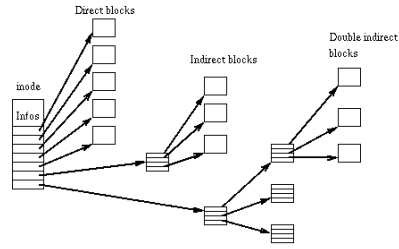 Direct blocks
Double indirect
blocks
Indirect blocks
inode
Infos